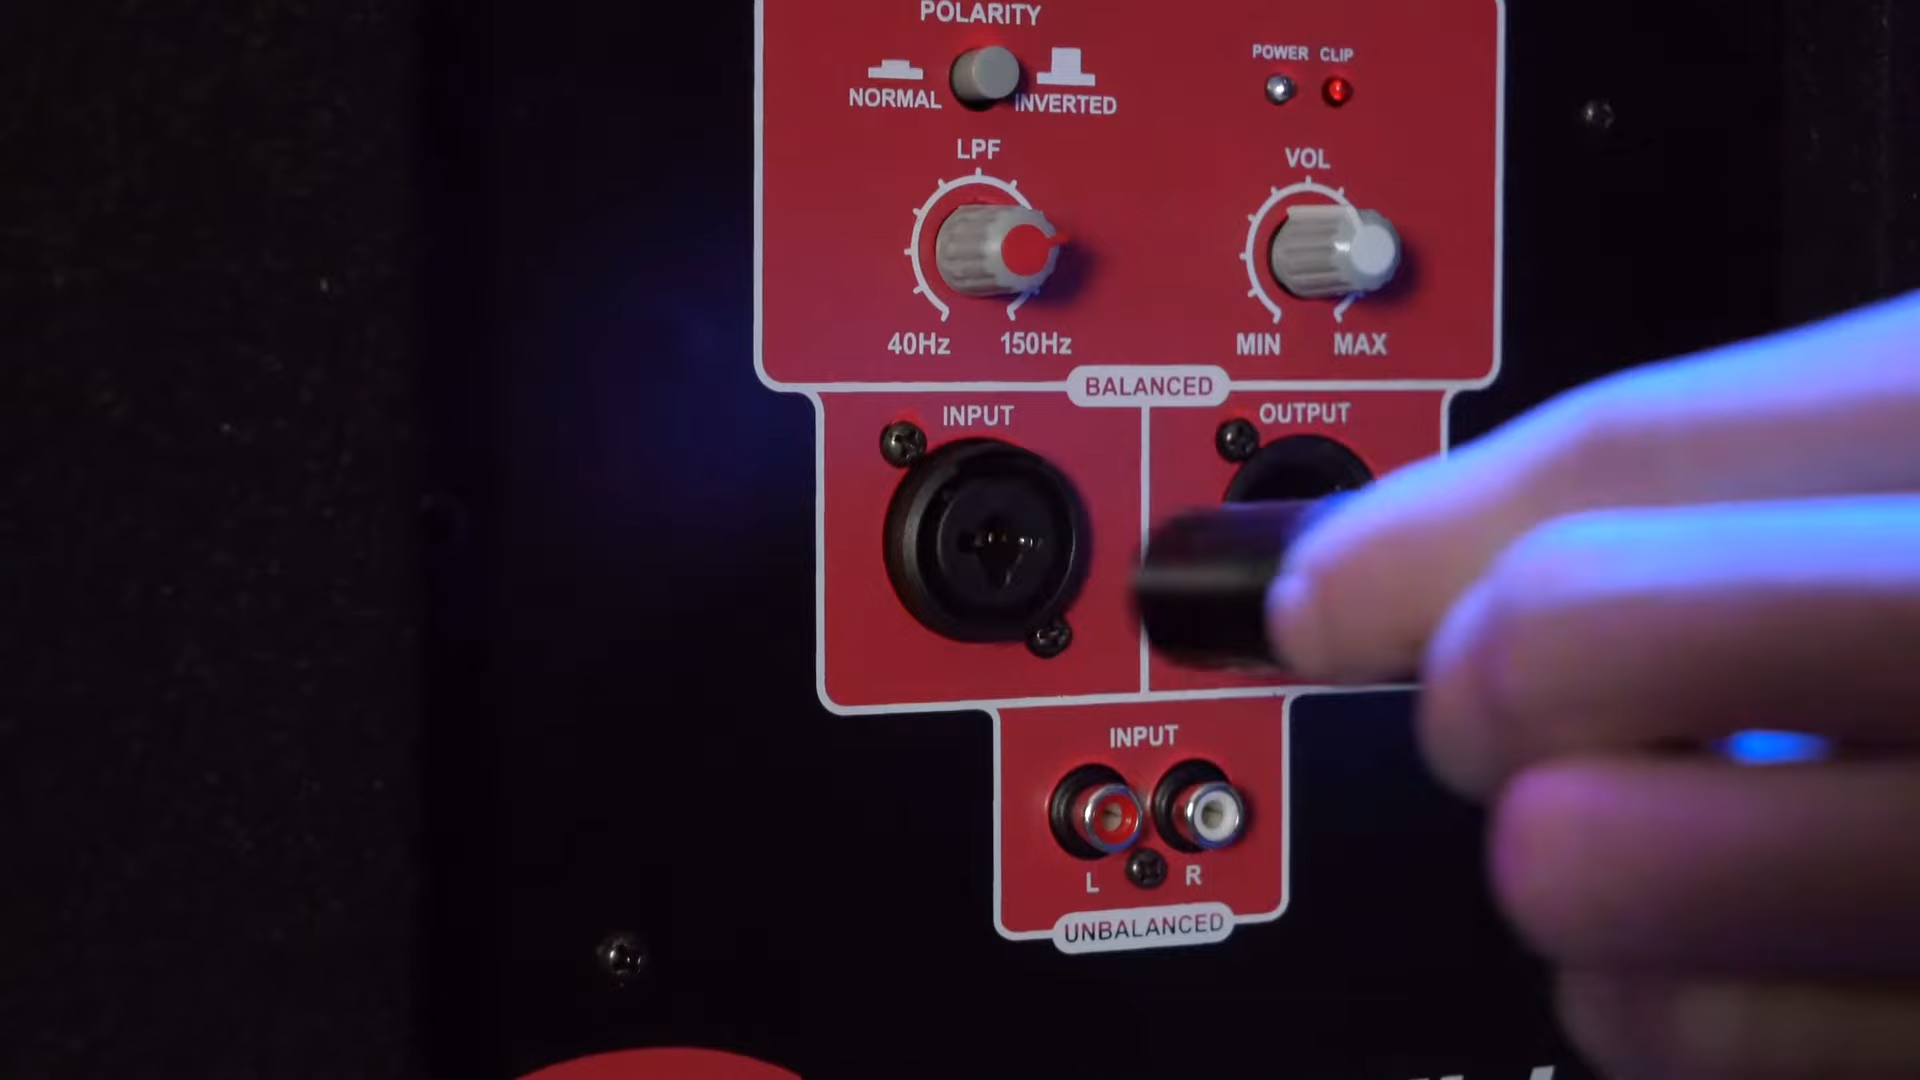 POLARITY
NORMAL
INVERTED
POWER CLIP
LPF
VOL
40Hz
150Hz
MIN
MAX
BALANCED
INPUT
OUTPUT
INPUT
L
R
UNBALANCED